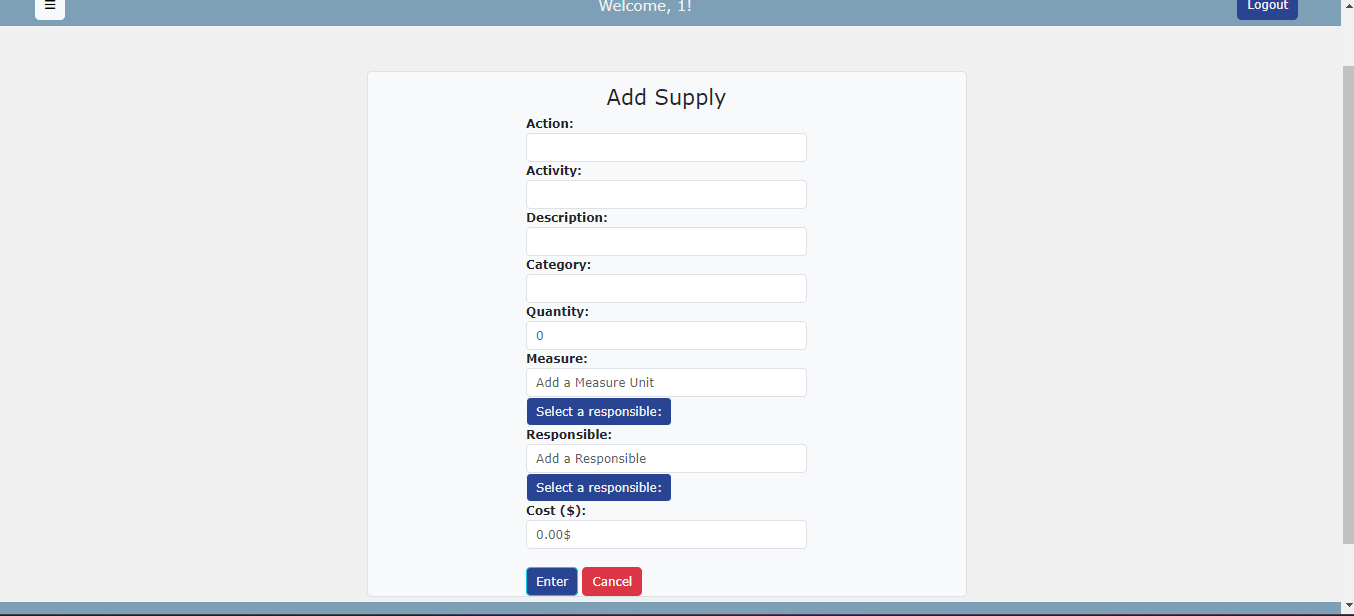 ☰
Welcome, 1!
Logout
Add Supply
Action:
Activity:
Description:
Category:
Quantity:
0
Measure:
Add a Measure Unit
Select a responsible:
Responsible:
Add a Responsible
Select a responsible:
Cost ($):
0.00$
Enter Cancel